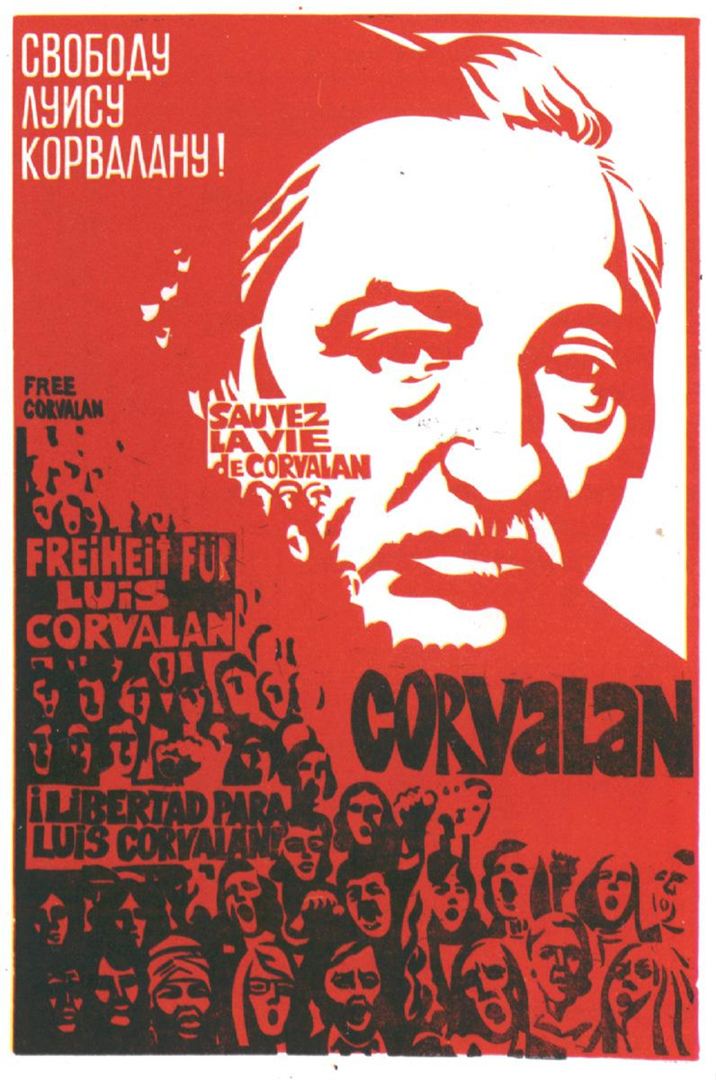 СВОБОДУ
ЛУИСУ
КОРВАЛАНУ!
FREE
CORVALAN
SAUVEZ
LA VIE
de CORVALAN
FREiHEit FÜR
LUiS
CORVALAN
CORVALAN
¡LiBERTAD PARA
LUiS CORVALAN!